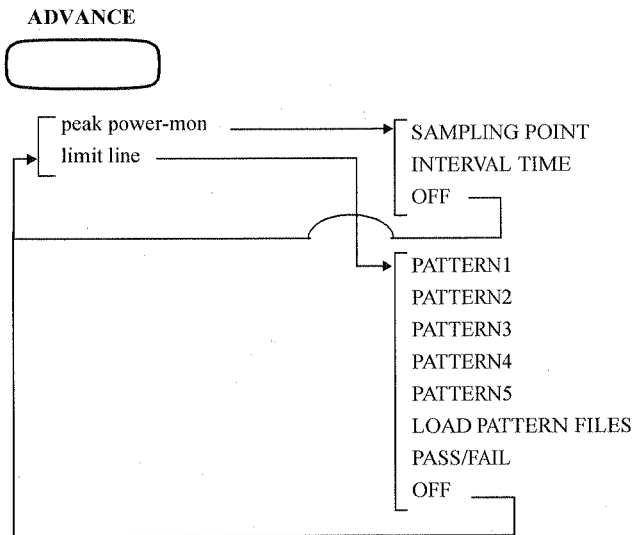 ADVANCE
peak power-mon
limit line
SAMPLING POINT
INTERVAL TIME
OFF
PATTERN1
PATTERN2
PATTERN3
PATTERN4
PATTERN5
LOAD PATTERN FILES
PASS/FAIL
OFF